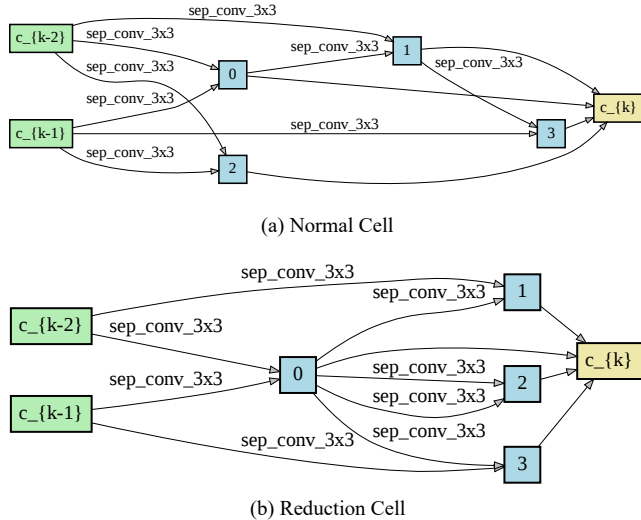 sep_conv_3x3
c_{k-2}
sep_conv_3x3
1
sep_conv_3x3
sep_conv_3x3
sep_conv_3x3
0
sep_conv_3x3
c_{k}
c_{k-1}
sep_conv_3x3
3
sep_conv_3x3
2
(a) Normal Cell
sep_conv_3x3
1
sep_conv_3x3
c_{k-2}
sep_conv_3x3
c_{k}
0
sep_conv_3x3
2
sep_conv_3x3
sep_conv_3x3
c_{k-1}
sep_conv_3x3
sep_conv_3x3
3
(b) Reduction Cell